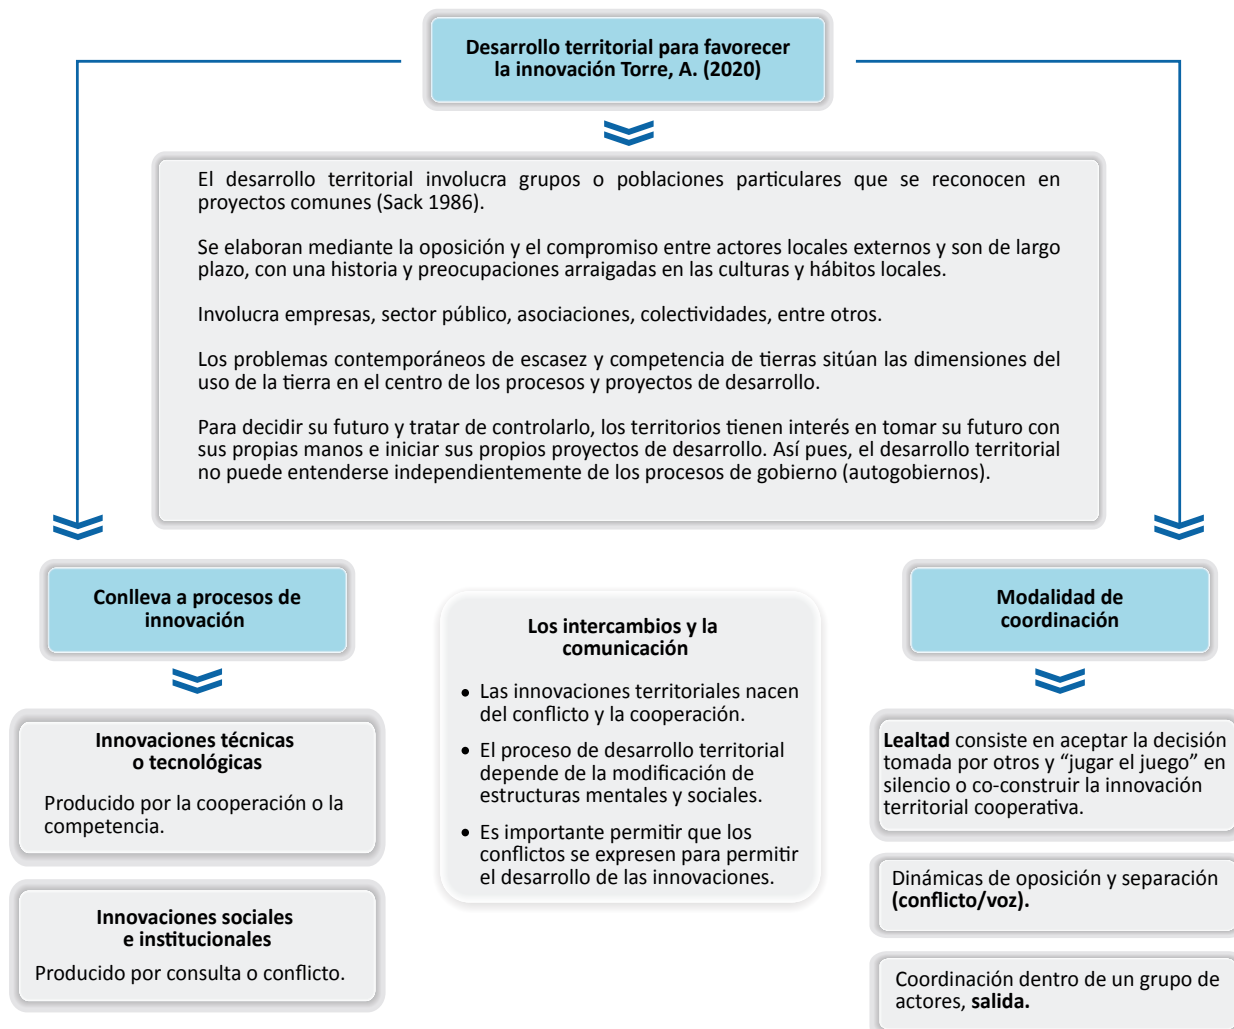 Desarrollo territorial para favorecer
la innovación Torre, A. (2020)
El desarrollo territorial involucra grupos o poblaciones particulares que se reconocen en
proyectos comunes (Sack 1986).
Se elaboran mediante la oposición y el compromiso entre actores locales externos y son de largo
plazo, con una historia y preocupaciones arraigadas en las culturas y hábitos locales.
Involucra empresas, sector público, asociaciones, colectividades, entre otros.
Los problemas contemporáneos de escasez y competencia de tierras sitúan las dimensiones del
uso de la tierra en el centro de los procesos y proyectos de desarrollo.
Para decidir su futuro y tratar de controlarlo, los territorios tienen interés en tomar su futuro con
sus propias manos e iniciar sus propios proyectos de desarrollo. Así pues, el desarrollo territorial
no puede entenderse independientemente de los procesos de gobierno (autogobiernos).
Conlleva a procesos de
innovación
Innovaciones técnicas
o tecnológicas
Producido por la cooperación o la
competencia.
Innovaciones sociales
e institucionales
Producido por consulta o conflicto.
Los intercambios y la
comunicación
• Las innovaciones territoriales nacen
del conflicto y la cooperación.
• El proceso de desarrollo territorial
depende de la modificación de
estructuras mentales y sociales.
• Es importante permitir que los
conflictos se expresen para permitir
el desarrollo de las innovaciones.
Modalidad de
coordinación
Lealtad consiste en aceptar la decisión
tomada por otros y “jugar el juego” en
silencio o co-construir la innovación
territorial cooperativa.
Dinámicas de oposición y separación
(conflicto/voz).
Coordinación dentro de un grupo de
actores, salida.